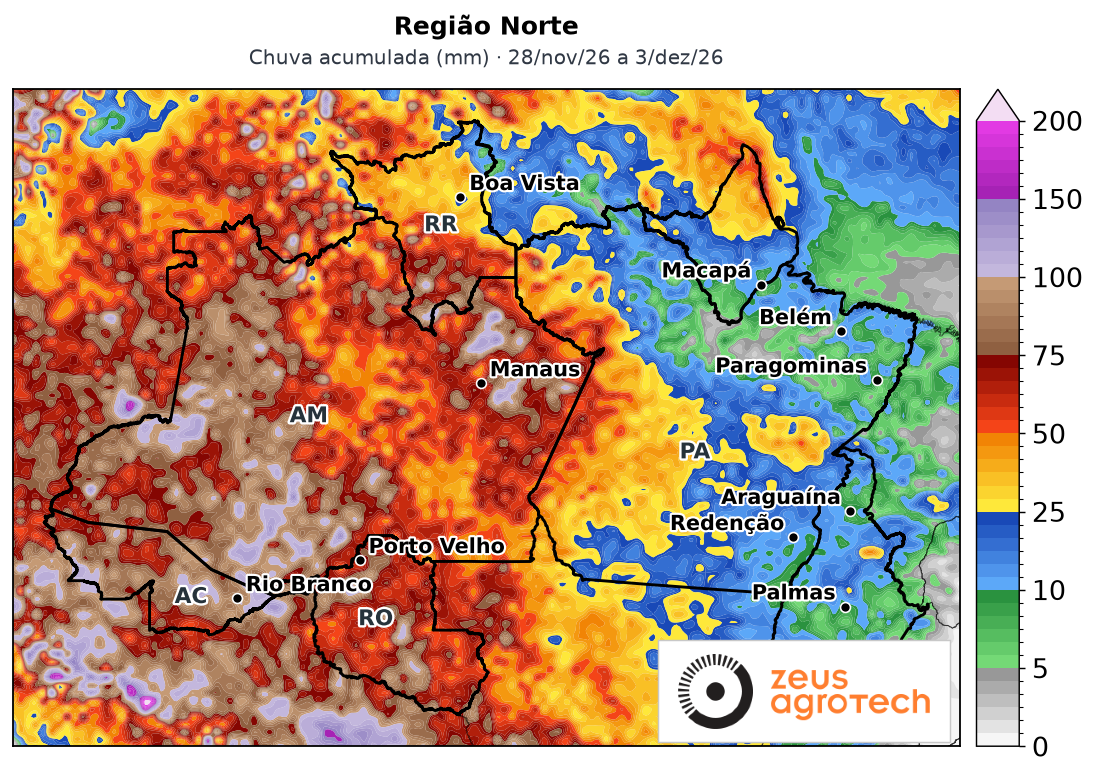 Região Norte
Chuva acumulada (mm) · 28/nov/26 a 3/dez/26
200
150
100
75
50
25
10
5
0
Boa Vista
RR
Macapá
Belém
Paragominas
Manaus
AM
PA
Araguaína
Redenção
Porto Velho
Rio Branco
AC
RO
Palmas
zeus
agrotech